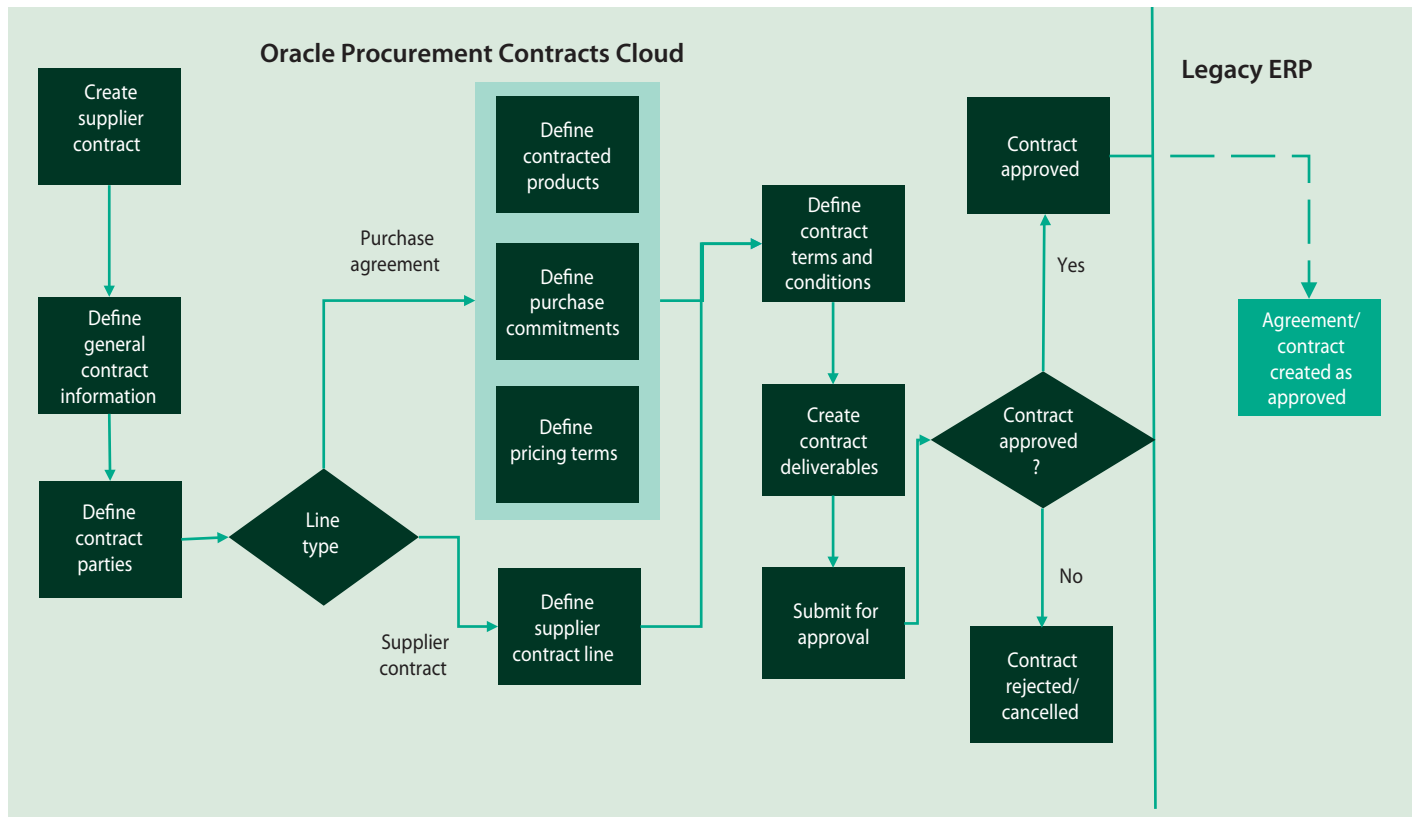 Oracle Procurement Contracts Cloud
Legacy ERP
Create
supplier
contract
Define
general
contract
information
Define
contract
parties
Line
type
Purchase
agreement
Supplier
contract
Define
contracted
products
Define
purchase
commitments
Define
pricing terms
Define
supplier
contract line
Define
contract
terms and
conditions
Create
contract
deliverables
Submit for
approval
Contract
approved
?
Yes
No
Contract
approved
Contract
rejected/
cancelled
Agreement/
contract
created as
approved